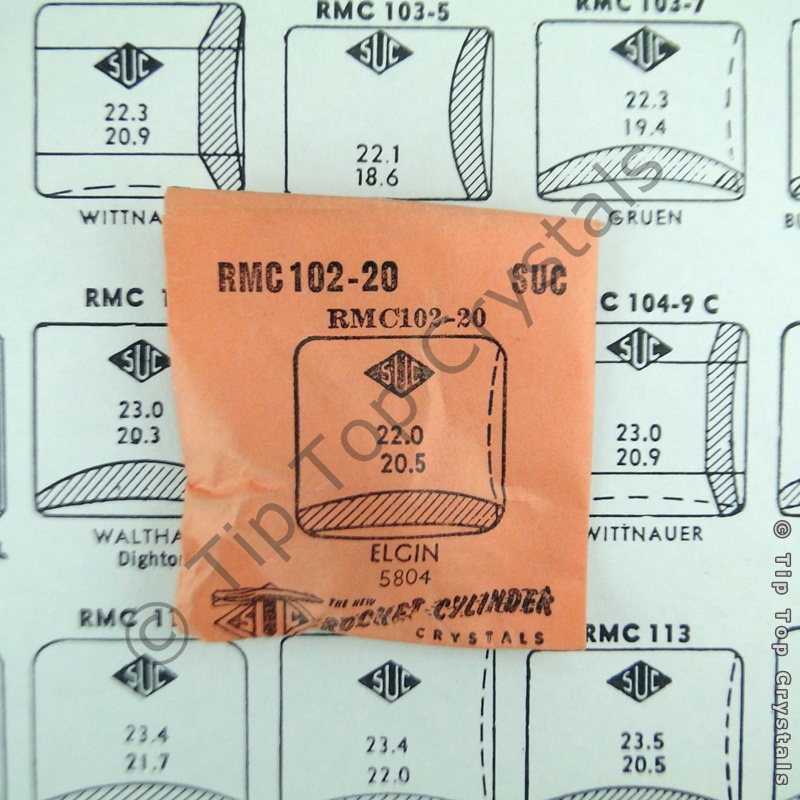 RMC 103-5
RMC 103-7
SUC
22.3
20.9
SUC
22.1
18.6
SUC
22.3
19.4
GRUEN
RMC 102-20 SUC
RMC102-20
SUC
22.0
20.5
ELGIN
5804
THE NEW
SUC ROCKET-CYLINDER
CRYSTALS
SUC
23.0
20.3
C 104-9 C
SUC
23.0
20.9
WITTNAUER
Dighton
SUC
23.4
21.7
SUC
23.4
22.0
RMC 113
SUC
23.5
20.5
© Tip Top Crystals
© Tip Top Crystals